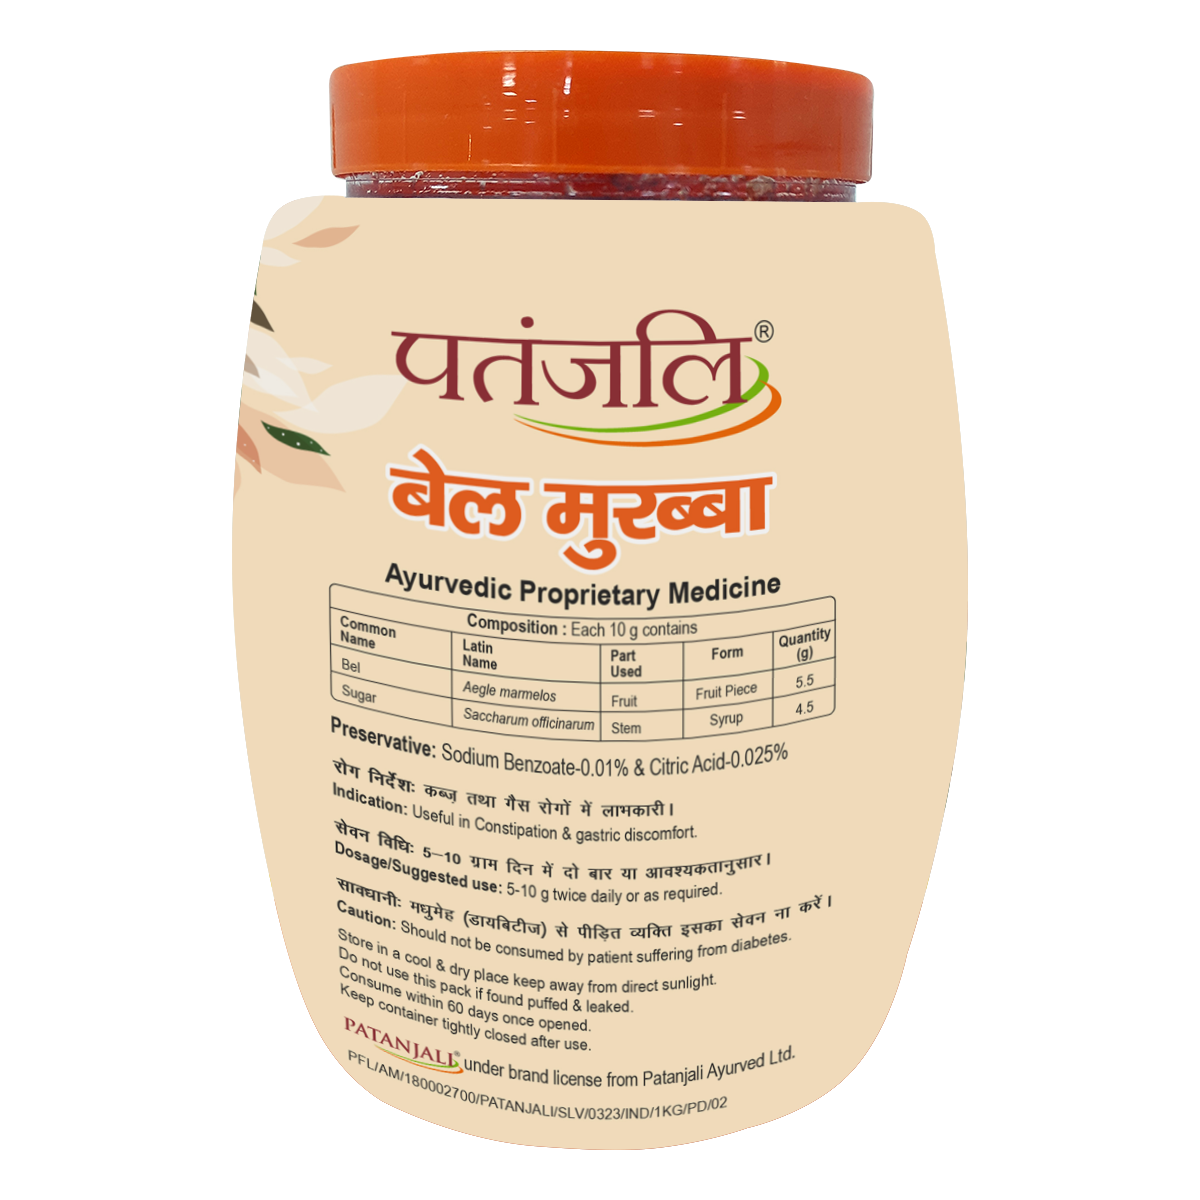 पतंजलि®
बेल मुरब्बा
Ayurvedic Proprietary Medicine
Composition : Each 10 g contains
Common Name Latin Name Part Used Form Quantity (g)
Bel Aegle marmelos Fruit Fruit Piece 5.5
Sugar Saccharum officinarum Stem Syrup 4.5
Preservative: Sodium Benzoate-0.01% & Citric Acid-0.025%
रोग निर्देशः कब्ज़ तथा गैस रोगों में लाभकारी।
Indication: Useful in Constipation & gastric discomfort.
सेवन विधिः 5–10 ग्राम दिन में दो बार या आवश्यकतानुसार।
Dosage/Suggested use: 5-10 g twice daily or as required.
सावधानीः मधुमेह (डायबिटीज) से पीड़ित व्यक्ति इसका सेवन ना करें।
Caution: Should not be consumed by patient suffering from diabetes.
Store in a cool & dry place keep away from direct sunlight.
Do not use this pack if found puffed & leaked.
Consume within 60 days once opened.
Keep container tightly closed after use.
PATANJALI® under brand license from Patanjali Ayurved Ltd.
PFL/AM/180002700/PATANJALI/SLV/0323/IND/1KG/PD/02